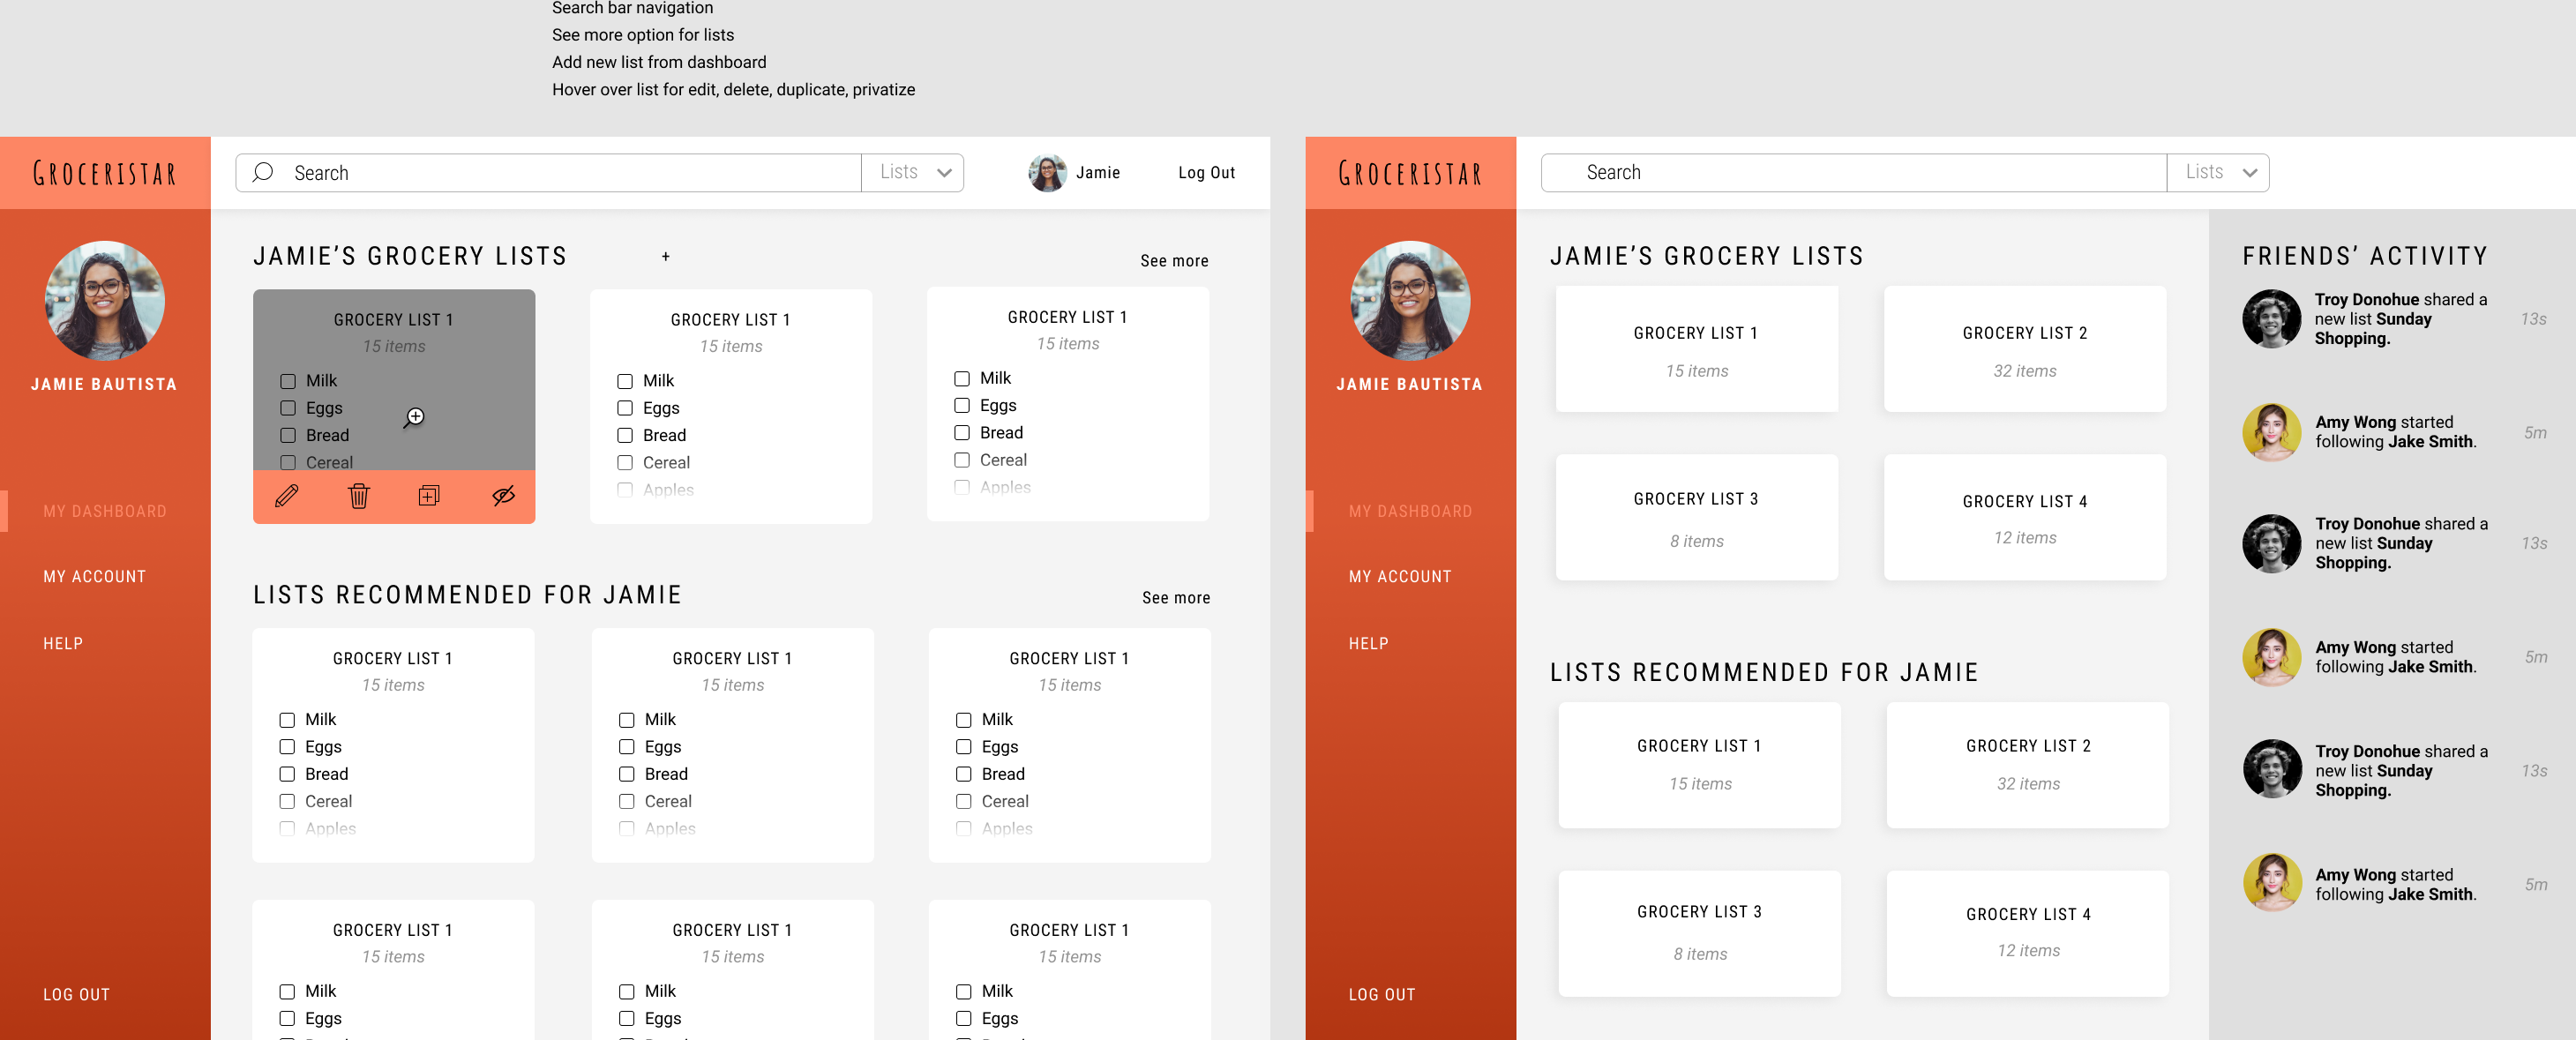 Search bar navigation
See more option for lists
Add new list from dashboard
Hover over list for edit, delete, duplicate, privatize
GROCERISTAR
Search
Lists
Jamie
Log Out
JAMIE BAUTISTA
MY DASHBOARD
MY ACCOUNT
HELP
LOG OUT
JAMIE'S GROCERY LISTS
+
See more
GROCERY LIST 1
15 items
Milk
Eggs
Bread
Cereal
GROCERY LIST 1
15 items
Milk
Eggs
Bread
Cereal
Apples
GROCERY LIST 1
15 items
Milk
Eggs
Bread
Cereal
Apples
LISTS RECOMMENDED FOR JAMIE
See more
GROCERY LIST 1
15 items
Milk
Eggs
Bread
Cereal
Apples
GROCERY LIST 1
15 items
Milk
Eggs
Bread
Cereal
Apples
GROCERY LIST 1
15 items
Milk
Eggs
Bread
Cereal
Apples
GROCERY LIST 1
15 items
Milk
Eggs
GROCERY LIST 1
15 items
Milk
Eggs
GROCERY LIST 1
15 items
Milk
Eggs
GROCERISTAR
Search
Lists
JAMIE BAUTISTA
MY DASHBOARD
MY ACCOUNT
HELP
LOG OUT
JAMIE'S GROCERY LISTS
GROCERY LIST 1
15 items
GROCERY LIST 2
32 items
GROCERY LIST 3
8 items
GROCERY LIST 4
12 items
LISTS RECOMMENDED FOR JAMIE
GROCERY LIST 1
15 items
GROCERY LIST 2
32 items
GROCERY LIST 3
8 items
GROCERY LIST 4
12 items
FRIENDS' ACTIVITY
Troy Donohue shared a
new list Sunday
Shopping.
13s
Amy Wong started
following Jake Smith.
5m
Troy Donohue shared a
new list Sunday
Shopping.
13s
Amy Wong started
following Jake Smith.
5m
Troy Donohue shared a
new list Sunday
Shopping.
13s
Amy Wong started
following Jake Smith.
5m